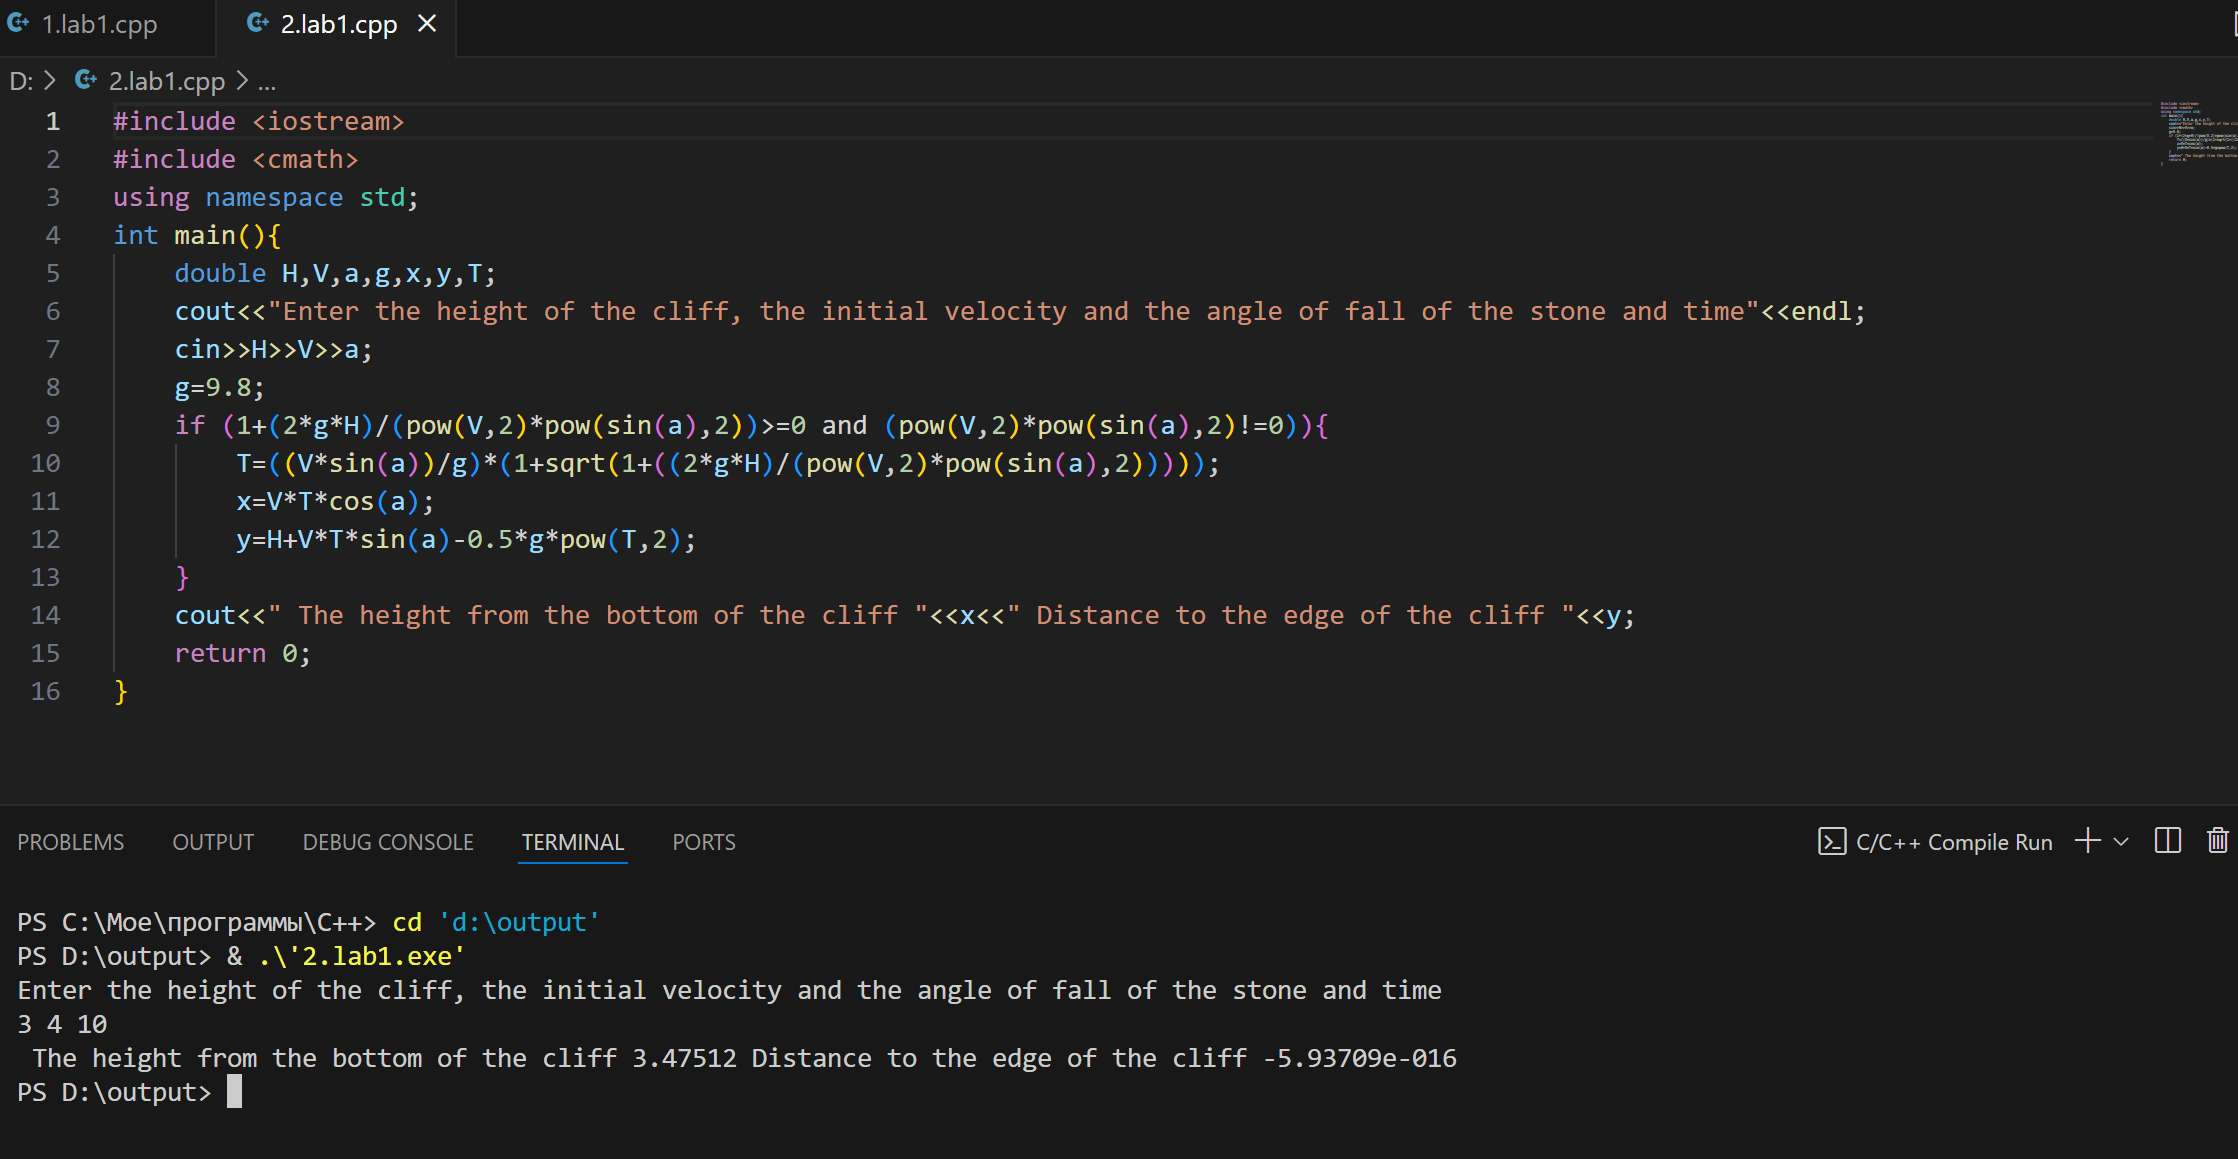 1.lab1.cpp 2.lab1.cpp
D: > 2.lab1.cpp > ...
1 #include <iostream>
2 #include <cmath>
3 using namespace std;
4 int main(){
5 double H,V,a,g,x,y,T;
6 cout<<"Enter the height of the cliff, the initial velocity and the angle of fall of the stone and time"<<endl;
7 cin>>H>>V>>a;
8 g=9.8;
9 if (1+(2*g*H)/(pow(V,2)*pow(sin(a),2))>=0 and (pow(V,2)*pow(sin(a),2)!=0)){
10 T=((V*sin(a))/g)*(1+sqrt(1+((2*g*H)/(pow(V,2)*pow(sin(a),2)))));
11 x=V*T*cos(a);
12 y=H+V*T*sin(a)-0.5*g*pow(T,2);
13 }
14 cout<<" The height from the bottom of the cliff "<<x<<" Distance to the edge of the cliff "<<y;
15 return 0;
16 }
PROBLEMS OUTPUT DEBUG CONSOLE TERMINAL PORTS C/C++ Compile Run
PS C:\Мое\программы\C++> cd 'd:\output'
PS D:\output> & .\'2.lab1.exe'
Enter the height of the cliff, the initial velocity and the angle of fall of the stone and time
3 4 10
The height from the bottom of the cliff 3.47512 Distance to the edge of the cliff -5.93709e-016
PS D:\output>